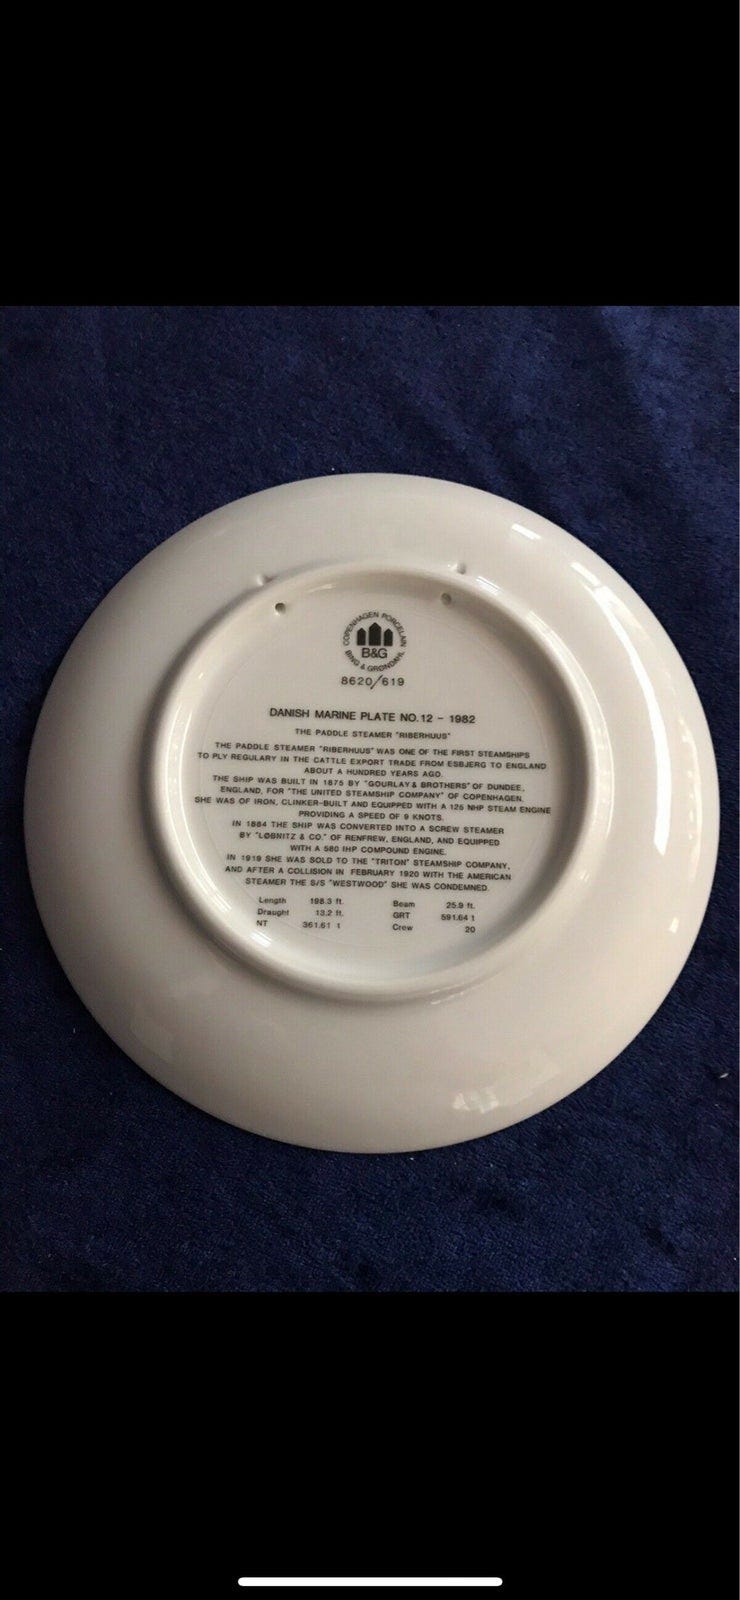 COPENHAGEN PORCELAIN
B&G
BING & GRØNDAHL
8620/619
DANISH MARINE PLATE NO.12 - 1982
THE PADDLE STEAMER "RIBERHUUS"
THE PADDLE STEAMER "RIBERHUUS" WAS ONE OF THE FIRST STEAMSHIPS
TO PLY REGULARY IN THE CATTLE EXPORT TRADE FROM ESBJERG TO ENGLAND
ABOUT A HUNDRED YEARS AGO.
THE SHIP WAS BUILT IN 1875 BY "GOURLAY & BROTHERS" OF DUNDEE,
ENGLAND, FOR "THE UNITED STEAMSHIP COMPANY" OF COPENHAGEN.
SHE WAS OF IRON, CLINKER-BUILT AND EQUIPPED WITH A 125 NHP STEAM ENGINE
PROVIDING A SPEED OF 9 KNOTS.
IN 1884 THE SHIP WAS CONVERTED INTO A SCREW STEAMER
BY "LØBNITZ & CO." OF RENFREW, ENGLAND, AND EQUIPPED
WITH A 580 IHP COMPOUND ENGINE.
IN 1919 SHE WAS SOLD TO THE "TRITON" STEAMSHIP COMPANY,
AND AFTER A COLLISION IN FEBRUARY 1920 WITH THE AMERICAN
STEAMER THE S/S "WESTWOOD" SHE WAS CONDEMNED.
Length 198.3 ft. Beam 25.9 ft.
Draught 13.2 ft. GRT 591.64 t
NT 361.61 t Crew 20